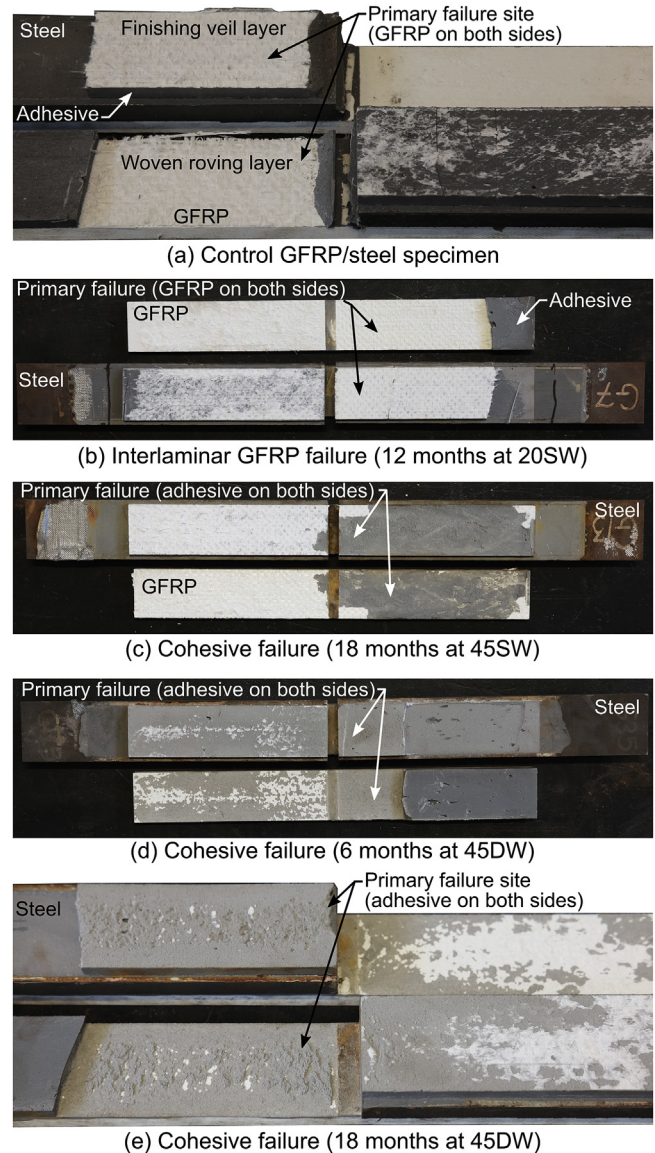 Steel
Finishing veil layer
Primary failure site
(GFRP on both sides)
Adhesive
Woven roving layer
GFRP
(a) Control GFRP/steel specimen
Primary failure (GFRP on both sides)
GFRP
Adhesive
Steel
G7
(b) Interlaminar GFRP failure (12 months at 20SW)
Primary failure (adhesive on both sides)
Steel
G13
GFRP
(c) Cohesive failure (18 months at 45SW)
Primary failure (adhesive on both sides)
Steel
(d) Cohesive failure (6 months at 45DW)
Steel
Primary failure site
(adhesive on both sides)
(e) Cohesive failure (18 months at 45DW)